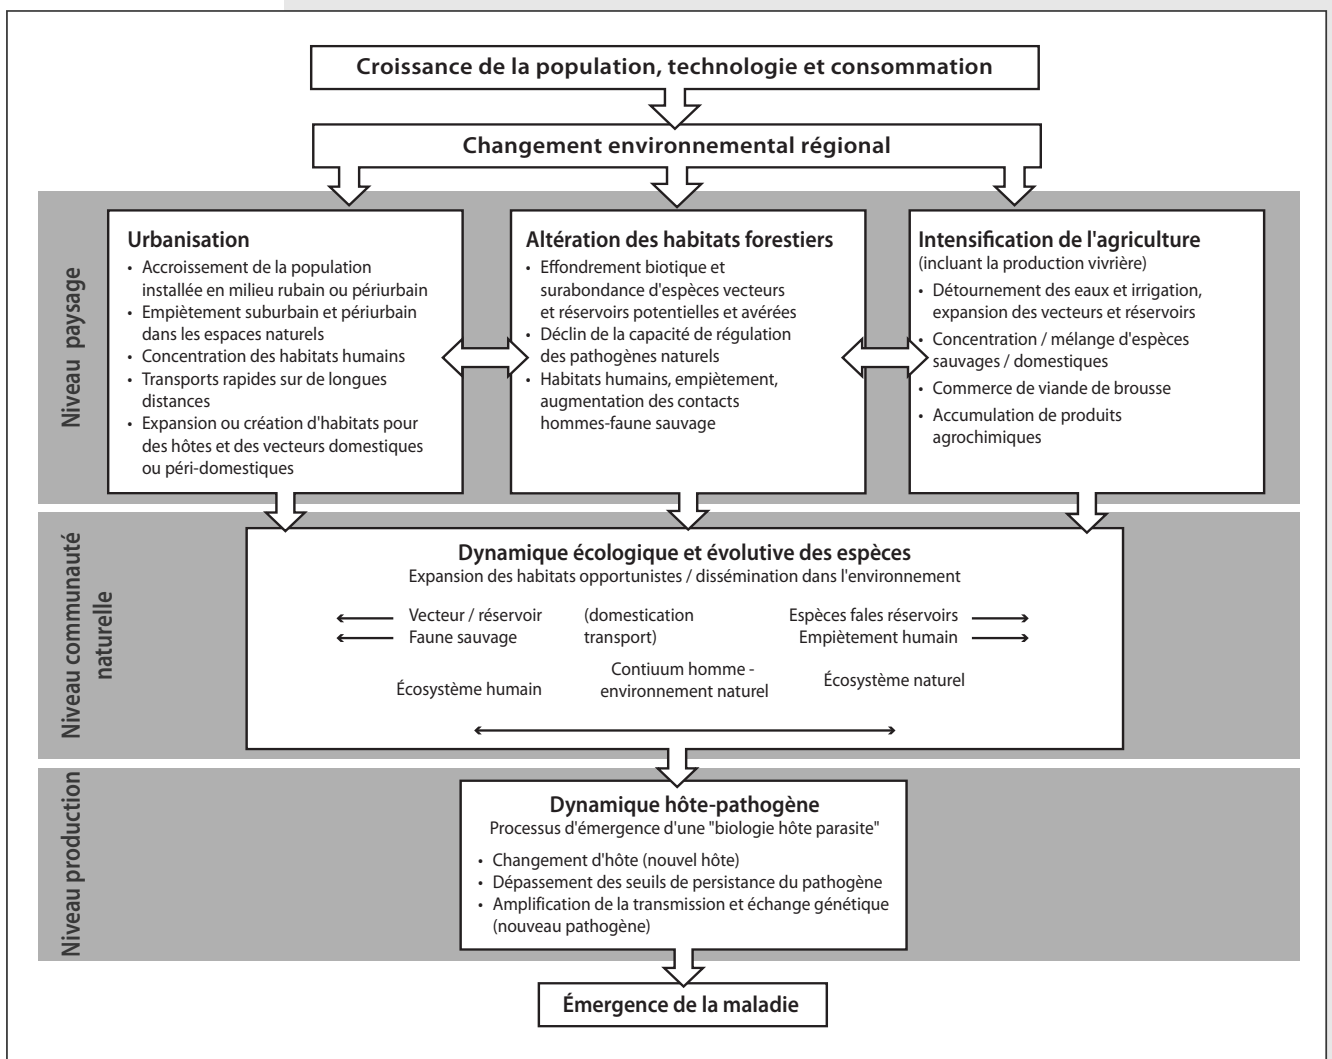 Croissance de la population, technologie et consommation
Changement environnemental régional
Niveau paysage
Urbanisation
• Accroissement de la population
installée en milieu rubain ou périurbain
• Empiètement suburbain et périurbain
dans les espaces naturels
• Concentration des habitats humains
• Transports rapides sur de longues
distances
• Expansion ou création d'habitats pour
des hôtes et des vecteurs domestiques
ou péri-domestiques
Altération des habitats forestiers
• Effondrement biotique et
surabondance d'espèces vecteurs
et réservoirs potentielles et avérées
• Déclin de la capacité de régulation
des pathogènes naturels
• Habitats humains, empiètement,
augmentation des contacts
hommes-faune sauvage
Intensification de l'agriculture
(incluant la production vivrière)
• Détournement des eaux et irrigation,
expansion des vecteurs et réservoirs
• Concentration / mélange d'espèces
sauvages / domestiques
• Commerce de viande de brousse
• Accumulation de produits
agrochimiques
Niveau communauté
naturelle
Dynamique écologique et évolutive des espèces
Expansion des habitats opportunistes / dissémination dans l'environnement
Vecteur / réservoir (domestication Espèces fales réservoirs
Faune sauvage transport) Empiètement humain
Écosystème humain
Contiuum homme -
environnement naturel
Écosystème naturel
Niveau production
Dynamique hôte-pathogène
Processus d'émergence d'une "biologie hôte parasite"
• Changement d'hôte (nouvel hôte)
• Dépassement des seuils de persistance du pathogène
• Amplification de la transmission et échange génétique
(nouveau pathogène)
Émergence de la maladie